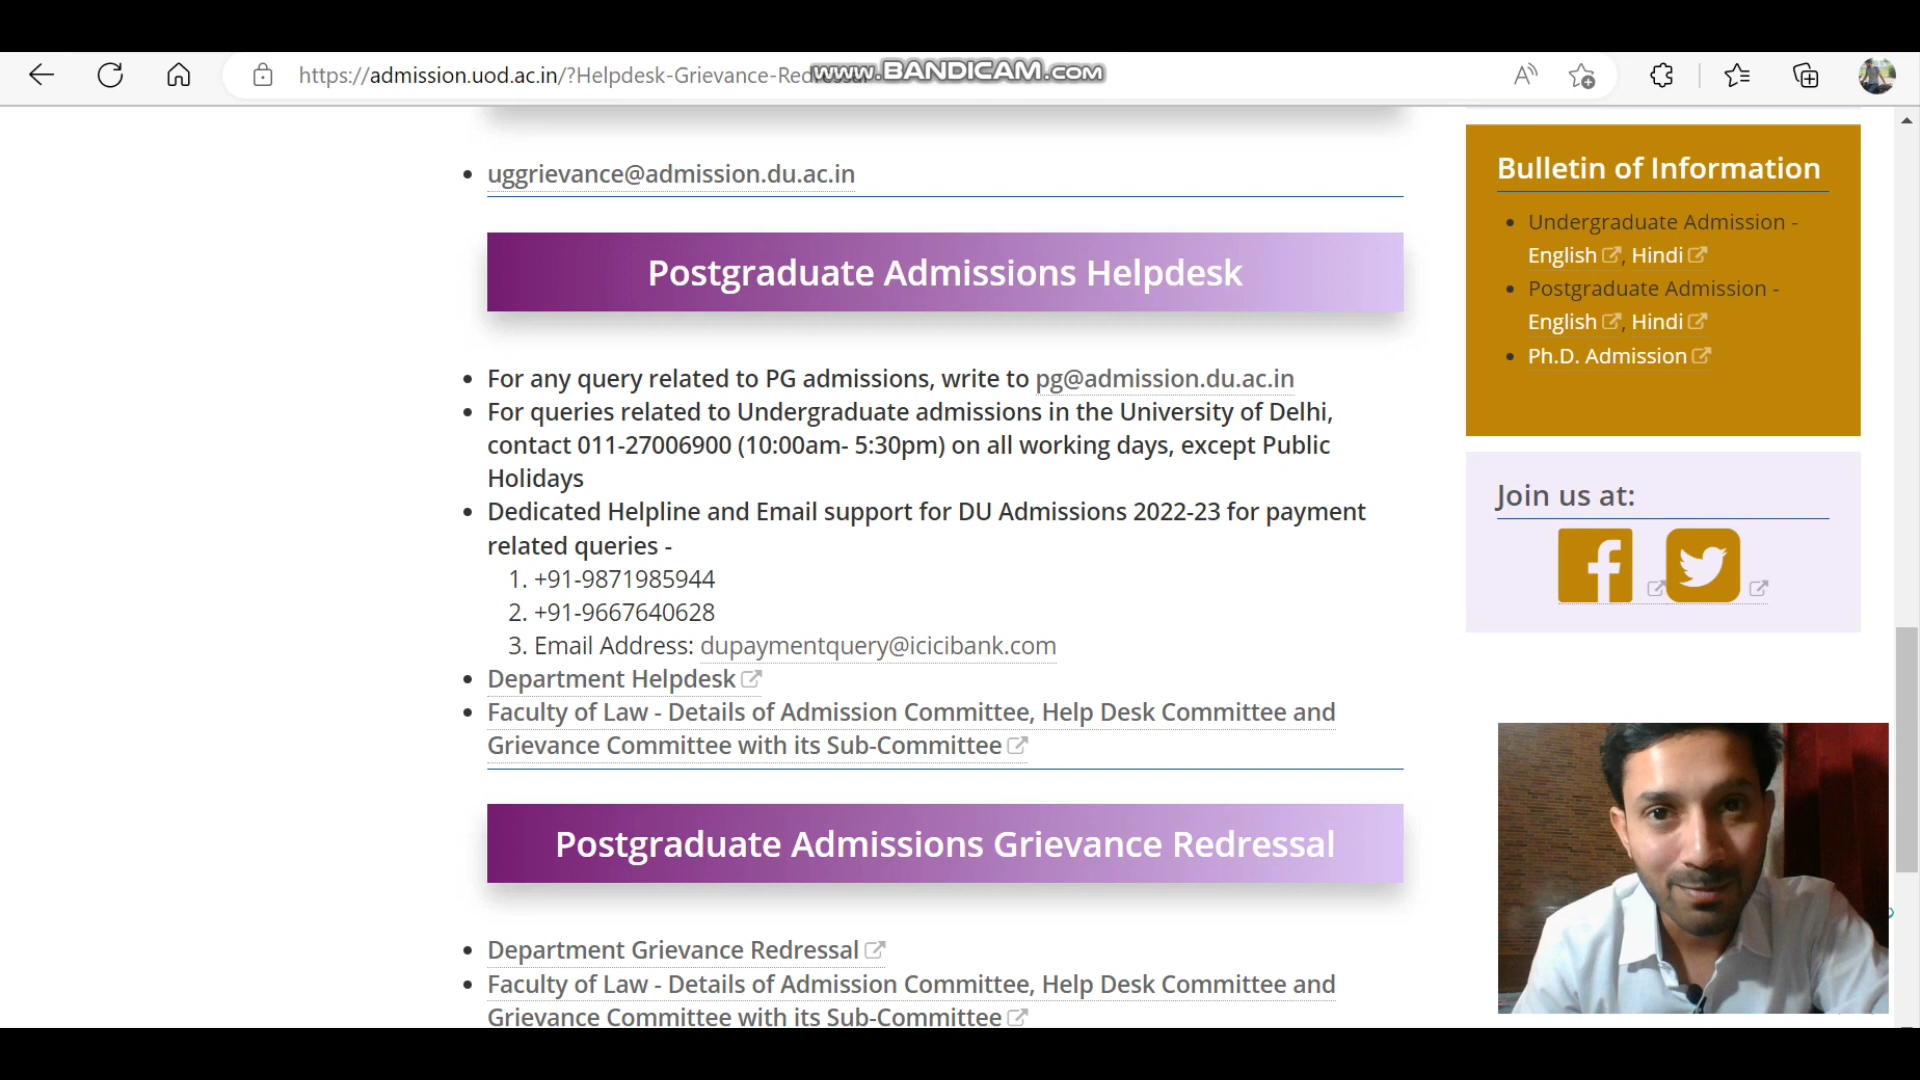 https://admission.uod.ac.in/?Helpdesk-Grievance-Redressal
www.BANDICAM.com
uggrievance@admission.du.ac.in
Postgraduate Admissions Helpdesk
For any query related to PG admissions, write to pg@admission.du.ac.in
For queries related to Undergraduate admissions in the University of Delhi,
contact 011-27006900 (10:00am- 5:30pm) on all working days, except Public
Holidays
Dedicated Helpline and Email support for DU Admissions 2022-23 for payment
related queries -
1. +91-9871985944
2. +91-9667640628
3. Email Address: dupaymentquery@icicibank.com
Department Helpdesk
Faculty of Law - Details of Admission Committee, Help Desk Committee and
Grievance Committee with its Sub-Committee
Postgraduate Admissions Grievance Redressal
Department Grievance Redressal
Faculty of Law - Details of Admission Committee, Help Desk Committee and
Grievance Committee with its Sub-Committee
Bulletin of Information
Undergraduate Admission -
English, Hindi
Postgraduate Admission -
English, Hindi
Ph.D. Admission
Join us at: